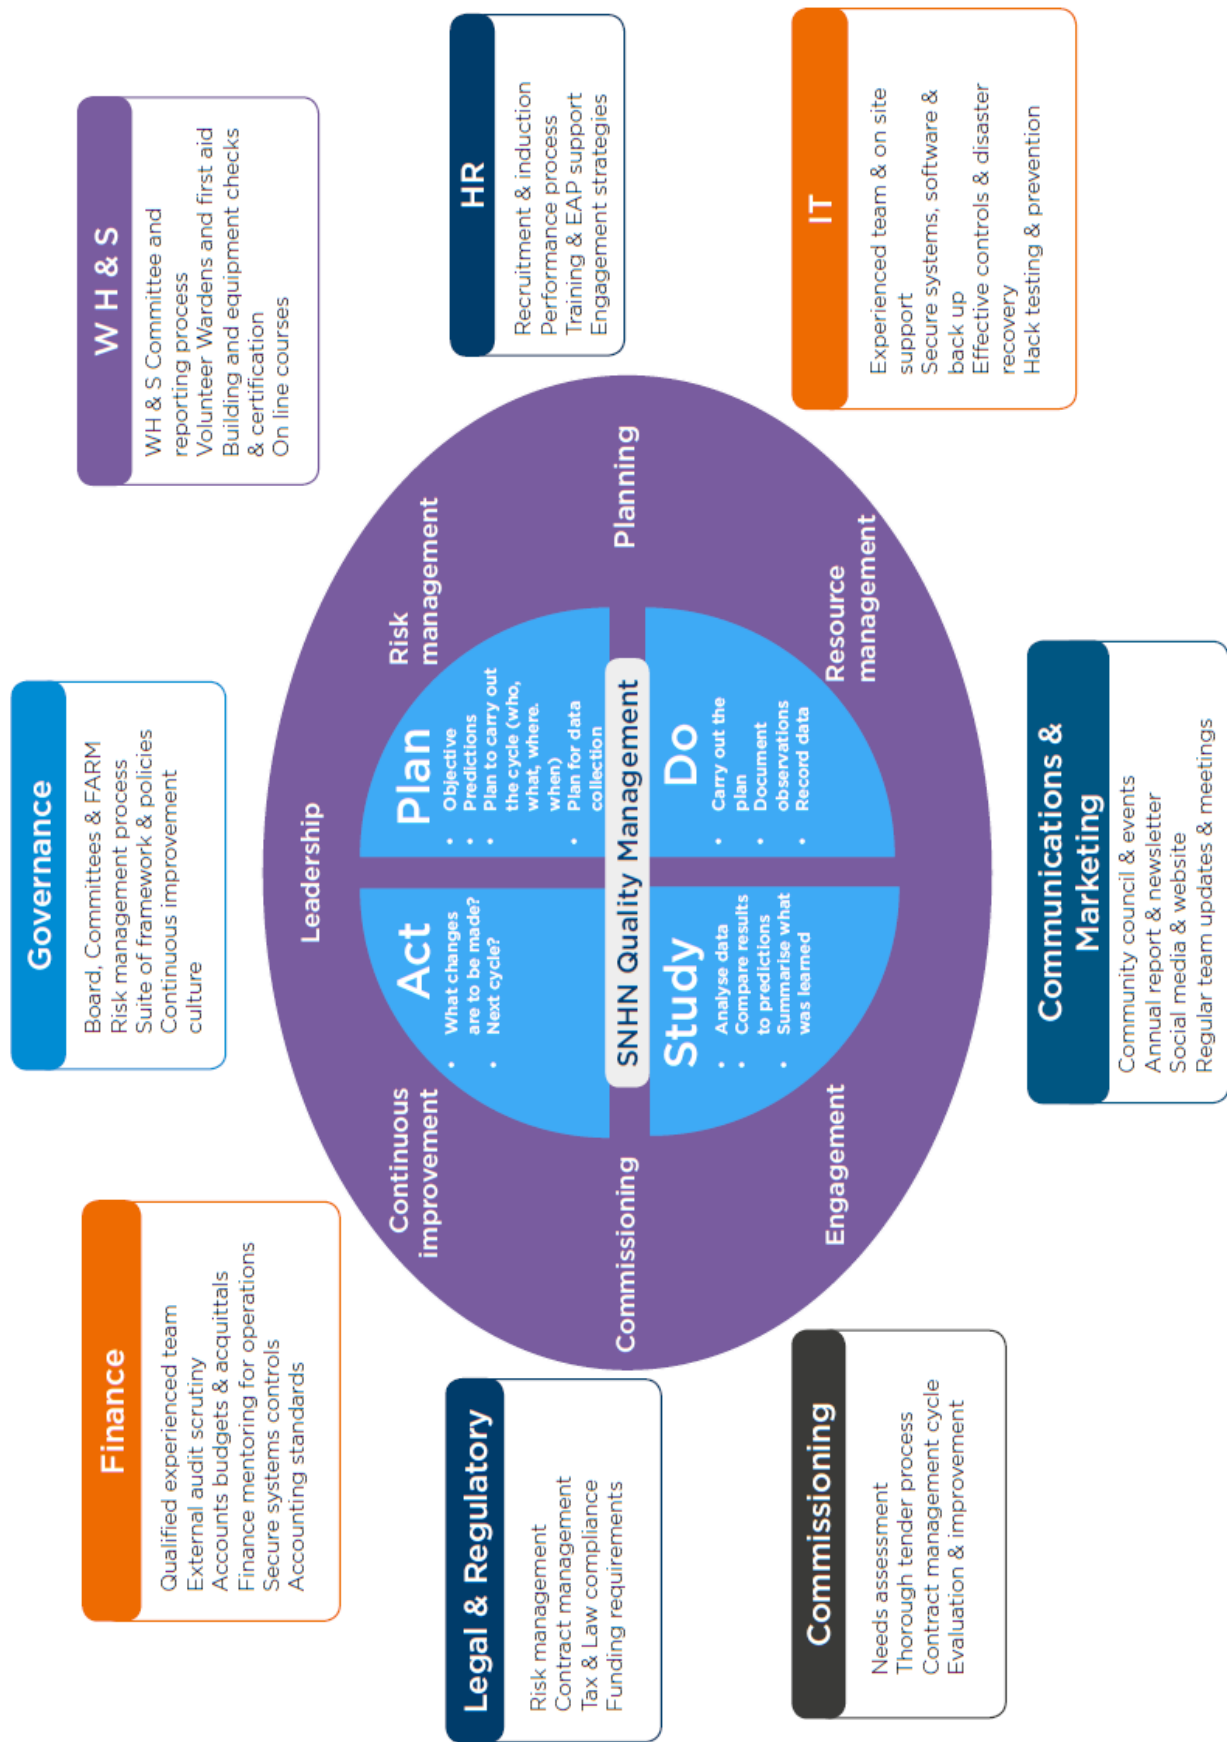 Governance
Board, Committees & FARM
Risk management process
Suite of framework & policies
Continuous improvement
culture
Finance
Qualified experienced team
External audit scrutiny
Accounts budgets & acquittals
Finance mentoring for operations
Secure systems controls
Accounting standards
W H & S
WH & S Committee and
reporting process
Volunteer Wardens and first aid
Building and equipment checks
& certification
On line courses
Legal & Regulatory
Risk management
Contract management
Tax & Law compliance
Funding requirements
HR
Recruitment & induction
Performance process
Training & EAP support
Engagement strategies
Commissioning
Needs assessment
Thorough tender process
Contract management cycle
Evaluation & improvement
IT
Experienced team & on site
support
Secure systems, software &
back up
Effective controls & disaster
recovery
Hack testing & prevention
Communications &
Marketing
Community council & events
Annual report & newsletter
Social media & website
Regular team updates & meetings
Leadership
Continuous
improvement
Risk
management
Commissioning
Planning
Engagement
Resource
management
Act
• What changes
are to be made?
• Next cycle?
Plan
• Objective
• Predictions
• Plan to carry out
the cycle (who,
what, where.
when)
• Plan for data
collection
SNHN Quality Management
Study
• Analyse data
• Compare results
to predictions
• Summarise what
was learned
Do
• Carry out the
plan
• Document
observations
• Record data